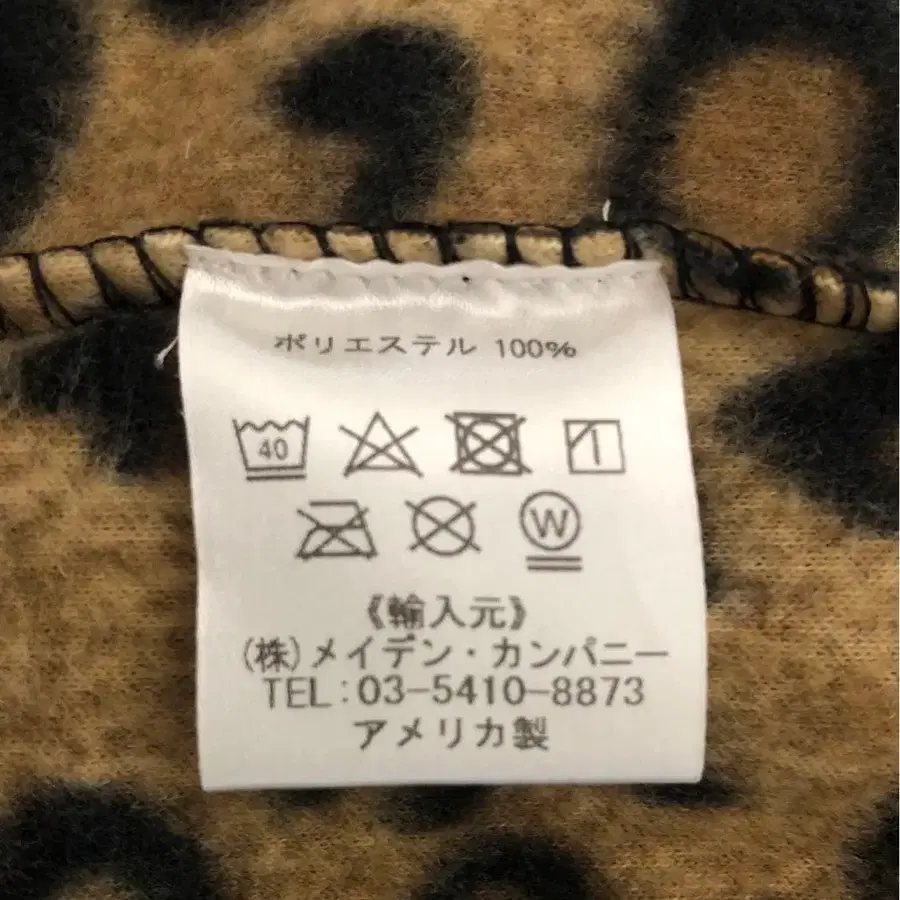 ポリエステル 100%
40
W
《輸入元》
(株)メイデン・カンパニー
TEL:03-5410-8873
アメリカ製